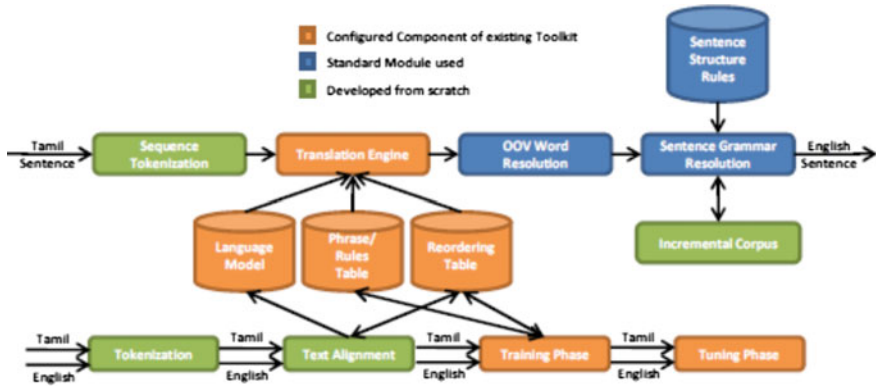 Configured Component of existing Toolkit
Standard Module used
Developed from scratch
Sentence
Structure
Rules
Tamil
Sentence
Sequence
Tokenization
Translation Engine
OOV Word
Resolution
Sentence Grammar
Resolution
English
Sentence
Language
Model
Phrase/
Rules
Table
Reordering
Table
Incremental Corpus
Tamil
English
Tokenization
Tamil
English
Text Alignment
Tamil
English
Training Phase
Tamil
English
Tuning Phase